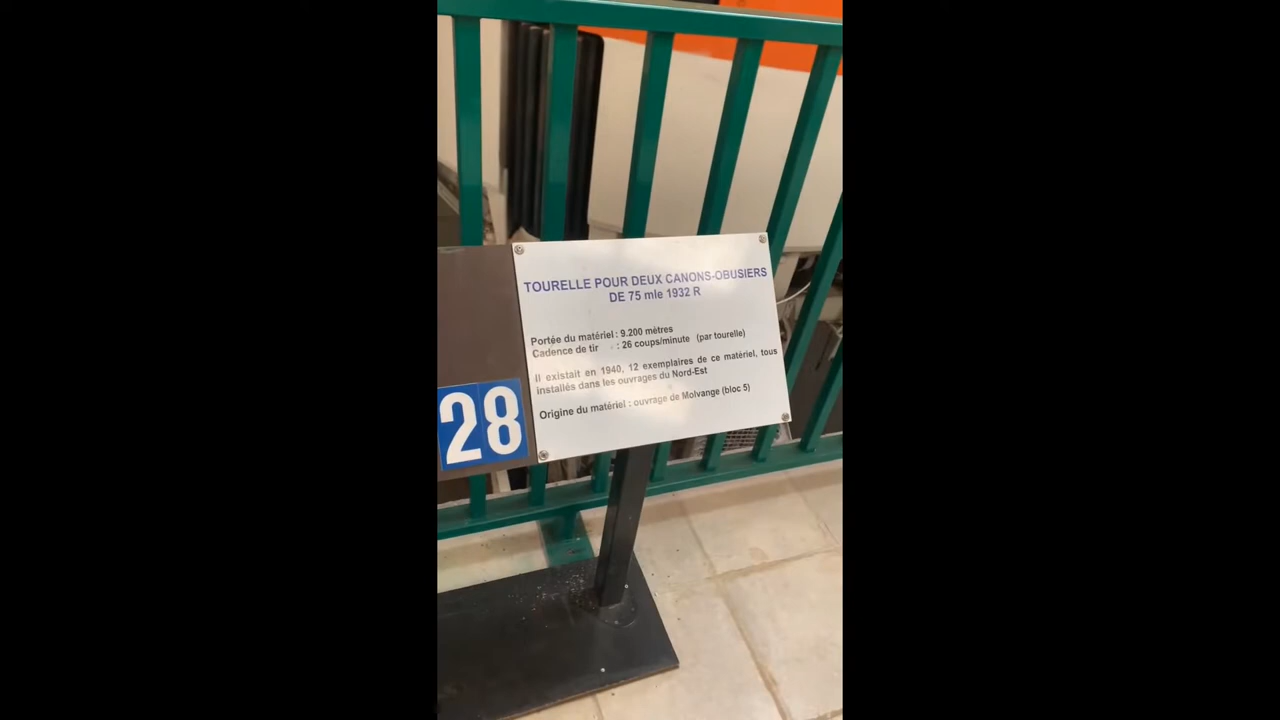 TOURELLE POUR DEUX CANONS-OBUSIERS
DE 75 mle 1932 R
Portée du matériel : 9.200 mètres
Cadence de tir : 26 coups/minute (par tourelle)
Il existait en 1940, 12 exemplaires de ce matériel, tous
installés dans les ouvrages du Nord-Est
Origine du matériel : ouvrage de Molvange (bloc 5)
28